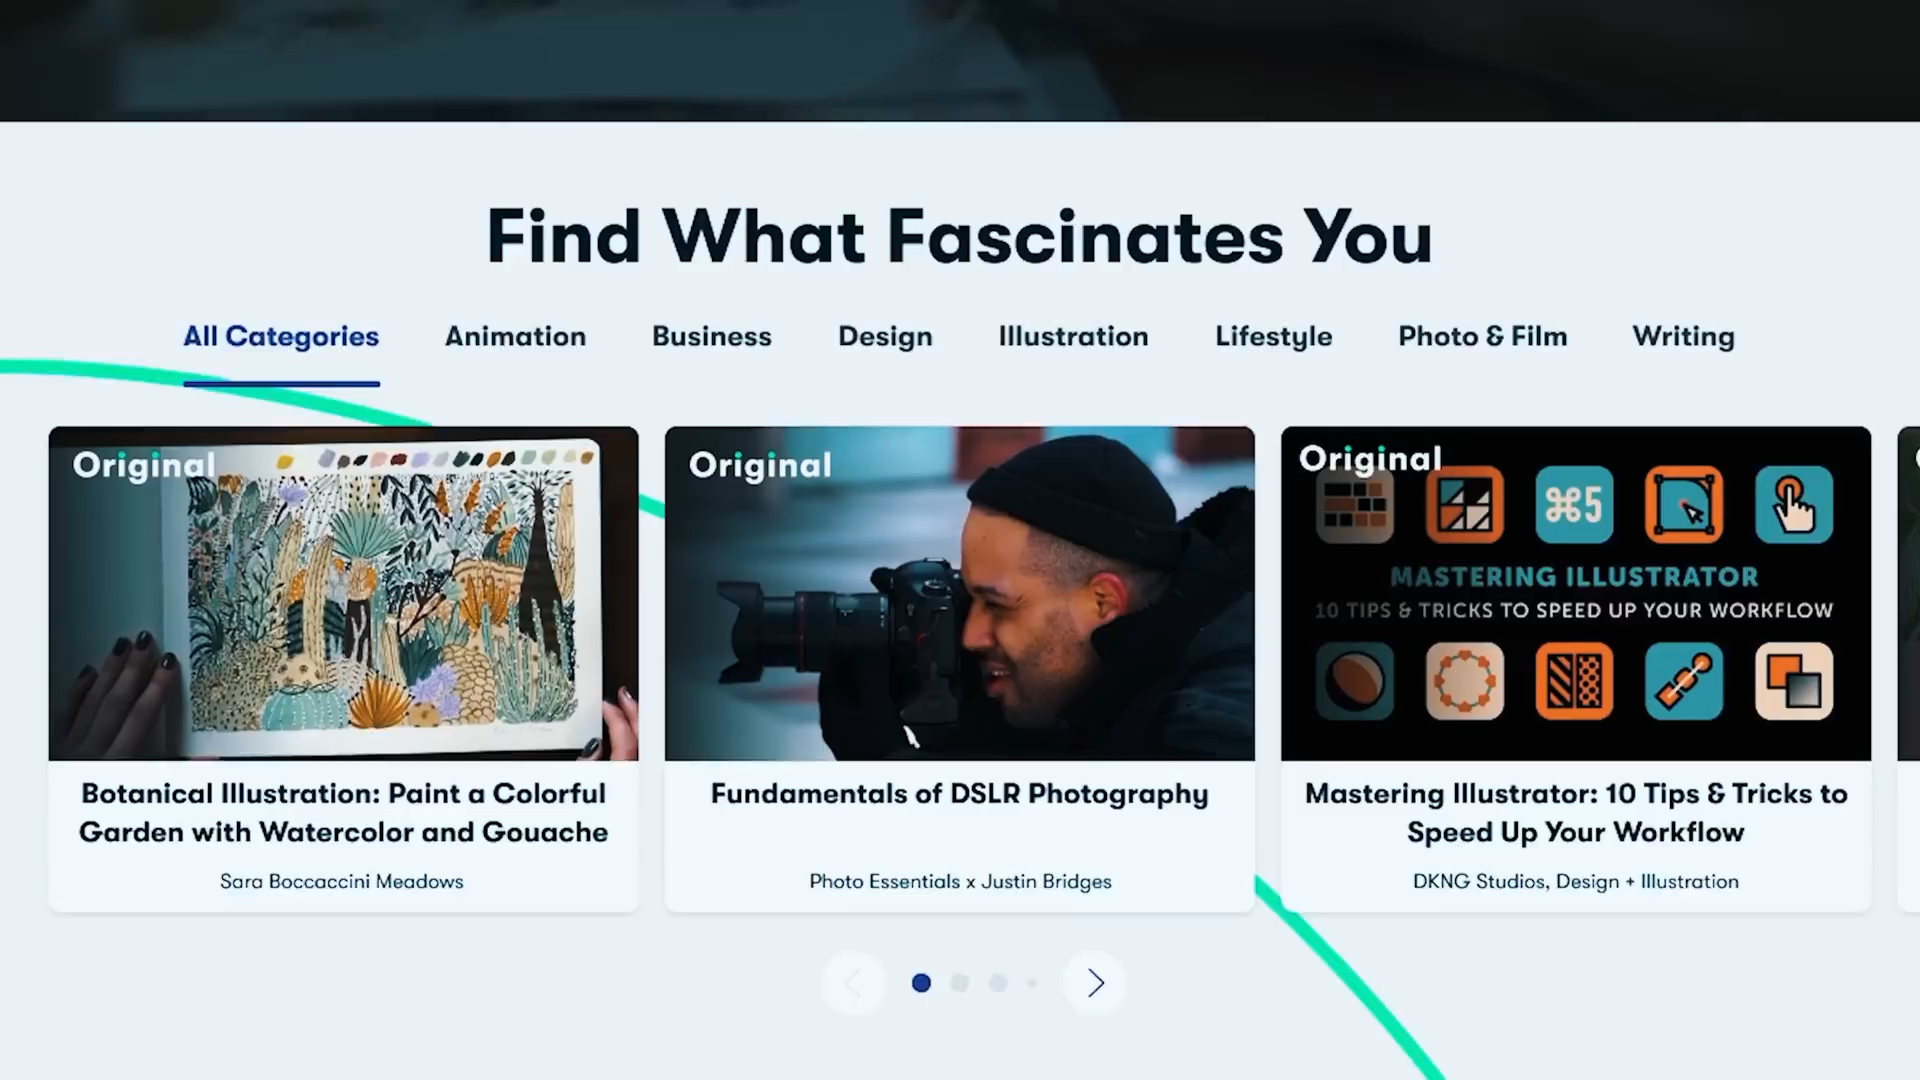 Find What Fascinates You
All Categories Animation Business Design Illustration Lifestyle Photo & Film Writing
Original
Botanical Illustration: Paint a Colorful
Garden with Watercolor and Gouache
Sara Boccaccini Meadows
Original
Fundamentals of DSLR Photography
Photo Essentials x Justin Bridges
Original
⌘5
MASTERING ILLUSTRATOR
10 TIPS & TRICKS TO SPEED UP YOUR WORKFLOW
Mastering Illustrator: 10 Tips & Tricks to
Speed Up Your Workflow
DKNG Studios, Design + Illustration